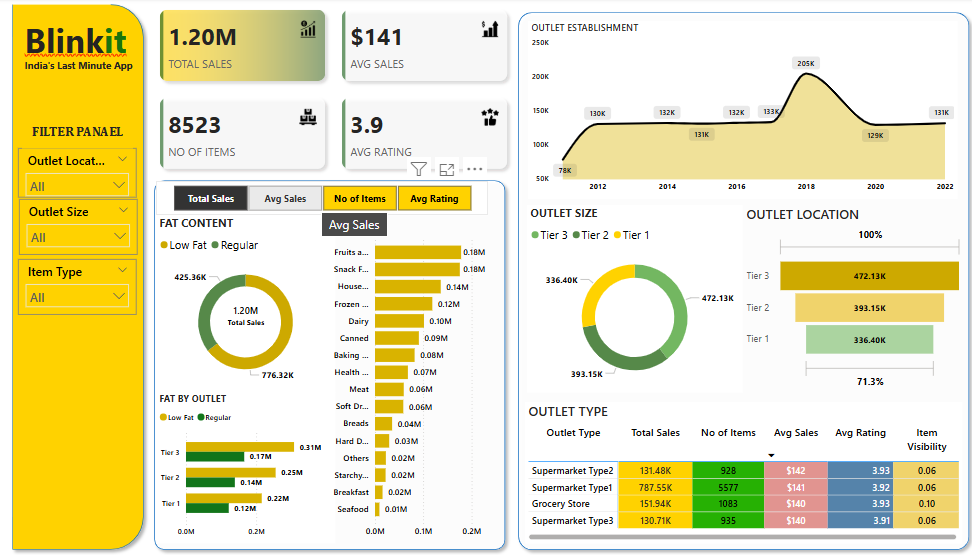 Blinkit
India's Last Minute App
FILTER PANAEL
Outlet Locat...
All
Outlet Size
All
Item Type
All
1.20M
TOTAL SALES
$141
AVG SALES
8523
NO OF ITEMS
3.9
AVG RATING
Total Sales Avg Sales No of Items Avg Rating
Avg Sales
FAT CONTENT
Low Fat Regular
425.36K
1.20M
Total Sales
776.32K
FAT BY OUTLET
Low Fat Regular
Tier 3 0.31M
0.17M
Tier 2 0.25M
0.14M
Tier 1 0.22M
0.12M
0.0M 0.2M
Fruits a... 0.18M
Snack F... 0.18M
House... 0.14M
Frozen ... 0.12M
Dairy 0.10M
Canned 0.09M
Baking ... 0.08M
Health ... 0.07M
Meat 0.06M
Soft Dr... 0.06M
Breads 0.04M
Hard D... 0.03M
Others 0.02M
Starchy... 0.02M
Breakfast 0.02M
Seafood 0.01M
0.0M 0.1M 0.2M
OUTLET ESTABLISHMENT
250K
200K
150K
100K
50K
78K 130K 132K 131K 132K 133K 205K 129K 131K
2012 2014 2016 2018 2020 2022
OUTLET SIZE
Tier 3 Tier 2 Tier 1
336.40K
472.13K
393.15K
OUTLET LOCATION
100%
Tier 3 472.13K
Tier 2 393.15K
Tier 1 336.40K
71.3%
OUTLET TYPE
Outlet Type Total Sales No of Items Avg Sales Avg Rating Item Visibility
Supermarket Type2 131.48K 928 $142 3.93 0.06
Supermarket Type1 787.55K 5577 $141 3.92 0.06
Grocery Store 151.94K 1083 $140 3.93 0.10
Supermarket Type3 130.71K 935 $140 3.91 0.06